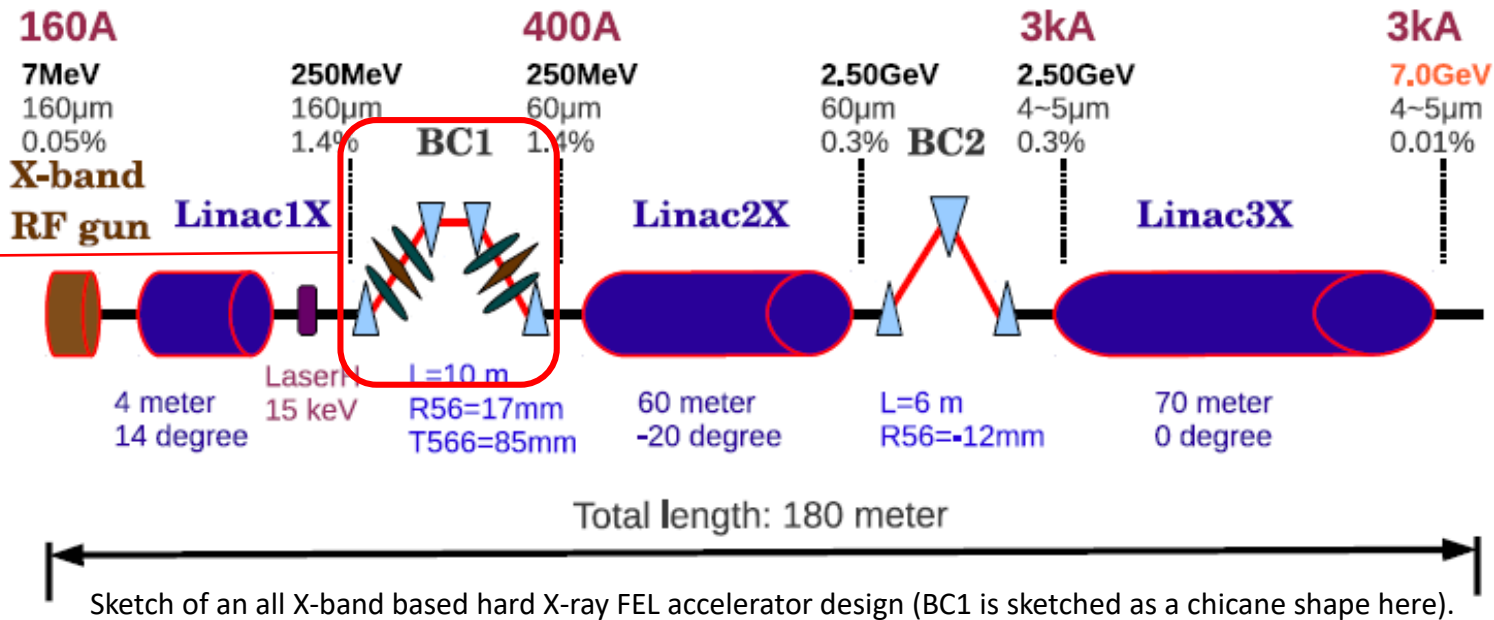 160A 400A 3kA 3kA
7MeV 250MeV 250MeV 2.50GeV 2.50GeV 7.0GeV
160µm 160µm 60µm 60µm 4~5µm 4~5µm
0.05% 1.4% BC1 1.4% 0.3% BC2 0.3% 0.01%
X-band
RF gun Linac1X Linac2X Linac3X
LaserH L=10 m
4 meter 15 keV R56=17mm 60 meter L=6 m 70 meter
14 degree T566=85mm -20 degree R56=-12mm 0 degree
Total length: 180 meter
Sketch of an all X-band based hard X-ray FEL accelerator design (BC1 is sketched as a chicane shape here).